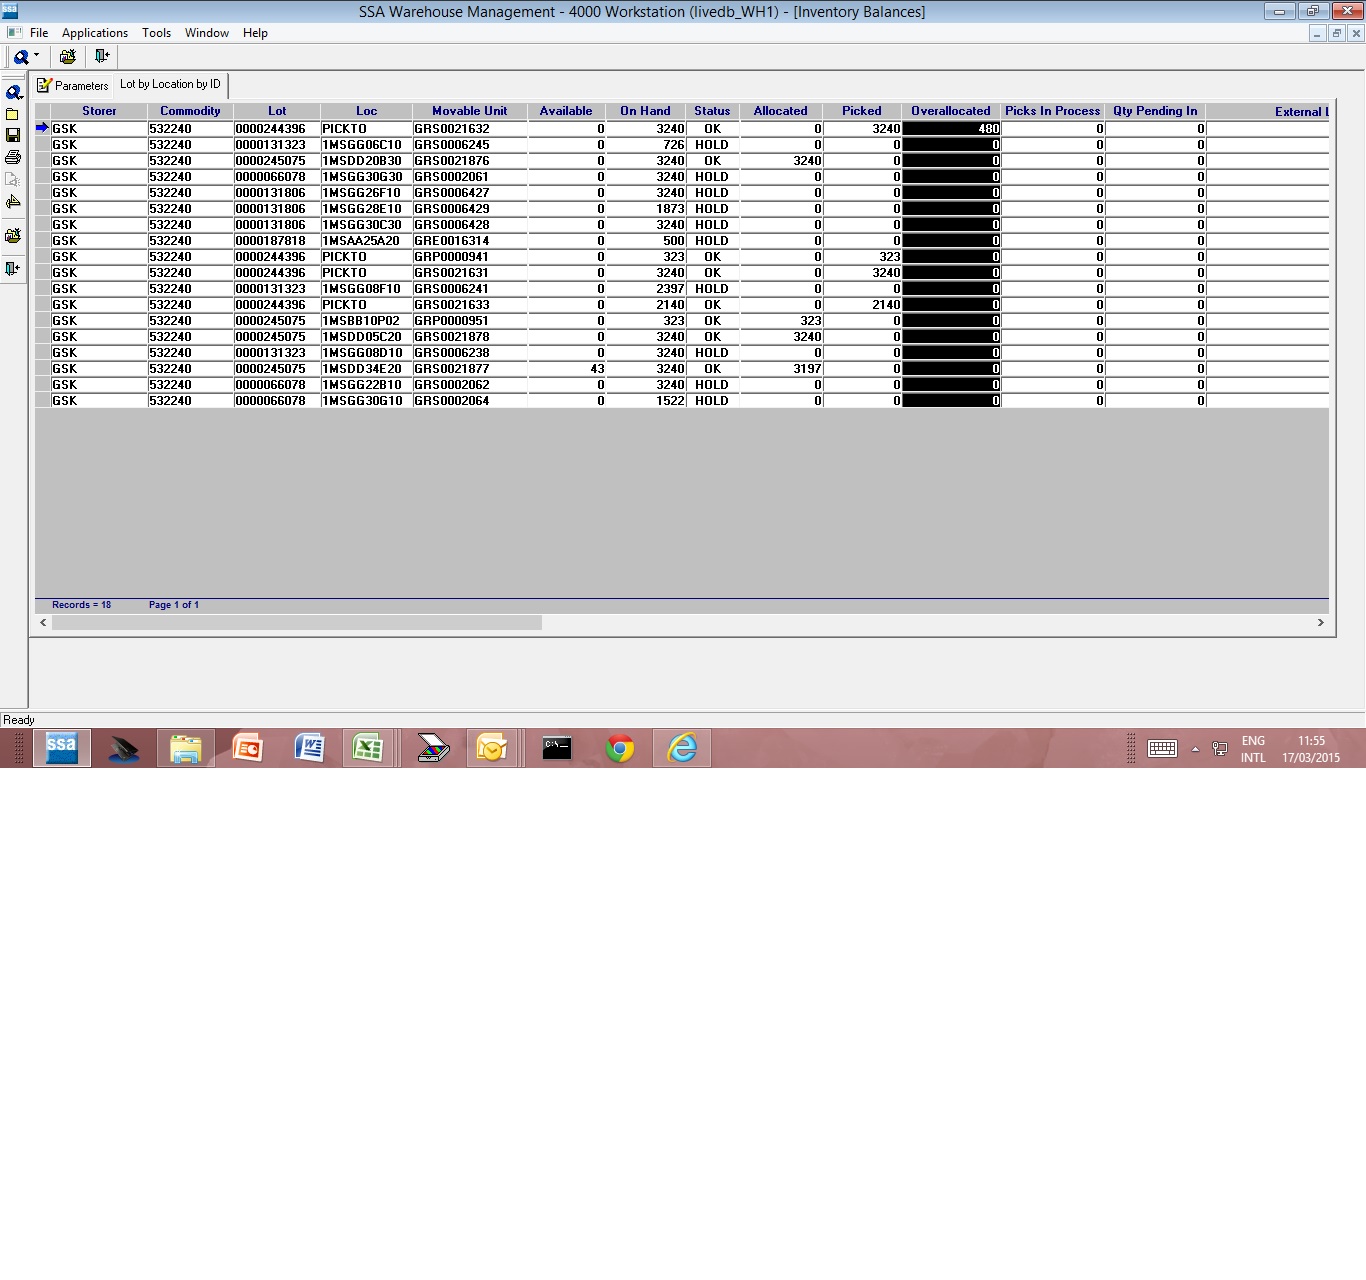 SSA Warehouse Management - 4000 Workstation (livedb_WH1) - [Inventory Balances]
File Applications Tools Window Help
Parameters Lot by Location by ID
Storer Commodity Lot Loc Movable Unit Available On Hand Status Allocated Picked Overallocated Picks In Process Qty Pending In External L
GSK 532240 0000244396 PICKTO GRS0021632 0 3240 OK 0 3240 480 0 0
GSK 532240 0000131323 1MSGG06C10 GRS0006245 0 726 HOLD 0 0 0 0 0
GSK 532240 0000245075 1MSDD20B30 GRS0021876 0 3240 OK 3240 0 0 0 0
GSK 532240 0000066078 1MSGG30G30 GRS0002061 0 3240 HOLD 0 0 0 0 0
GSK 532240 0000131806 1MSGG26F10 GRS0006427 0 3240 HOLD 0 0 0 0 0
GSK 532240 0000131806 1MSGG28E10 GRS0006429 0 1873 HOLD 0 0 0 0 0
GSK 532240 0000131806 1MSGG30C30 GRS0006428 0 3240 HOLD 0 0 0 0 0
GSK 532240 0000187818 1MSAA25A20 GRE0016314 0 500 HOLD 0 0 0 0 0
GSK 532240 0000244396 PICKTO GRP0000941 0 323 OK 0 323 0 0 0
GSK 532240 0000244396 PICKTO GRS0021631 0 3240 OK 0 3240 0 0 0
GSK 532240 0000131323 1MSGG08F10 GRS0006241 0 2397 HOLD 0 0 0 0 0
GSK 532240 0000244396 PICKTO GRS0021633 0 2140 OK 0 2140 0 0 0
GSK 532240 0000245075 1MSBB10P02 GRP0000951 0 323 OK 323 0 0 0 0
GSK 532240 0000245075 1MSDD05C20 GRS0021878 0 3240 OK 3240 0 0 0 0
GSK 532240 0000131323 1MSGG08D10 GRS0006238 0 3240 HOLD 0 0 0 0 0
GSK 532240 0000245075 1MSDD34E20 GRS0021877 43 3240 OK 3197 0 0 0 0
GSK 532240 0000066078 1MSGG22B10 GRS0002062 0 3240 HOLD 0 0 0 0 0
GSK 532240 0000066078 1MSGG30G10 GRS0002064 0 1522 HOLD 0 0 0 0 0
Records = 18 Page 1 of 1
Ready
ssa
ENG 11:55
INTL 17/03/2015